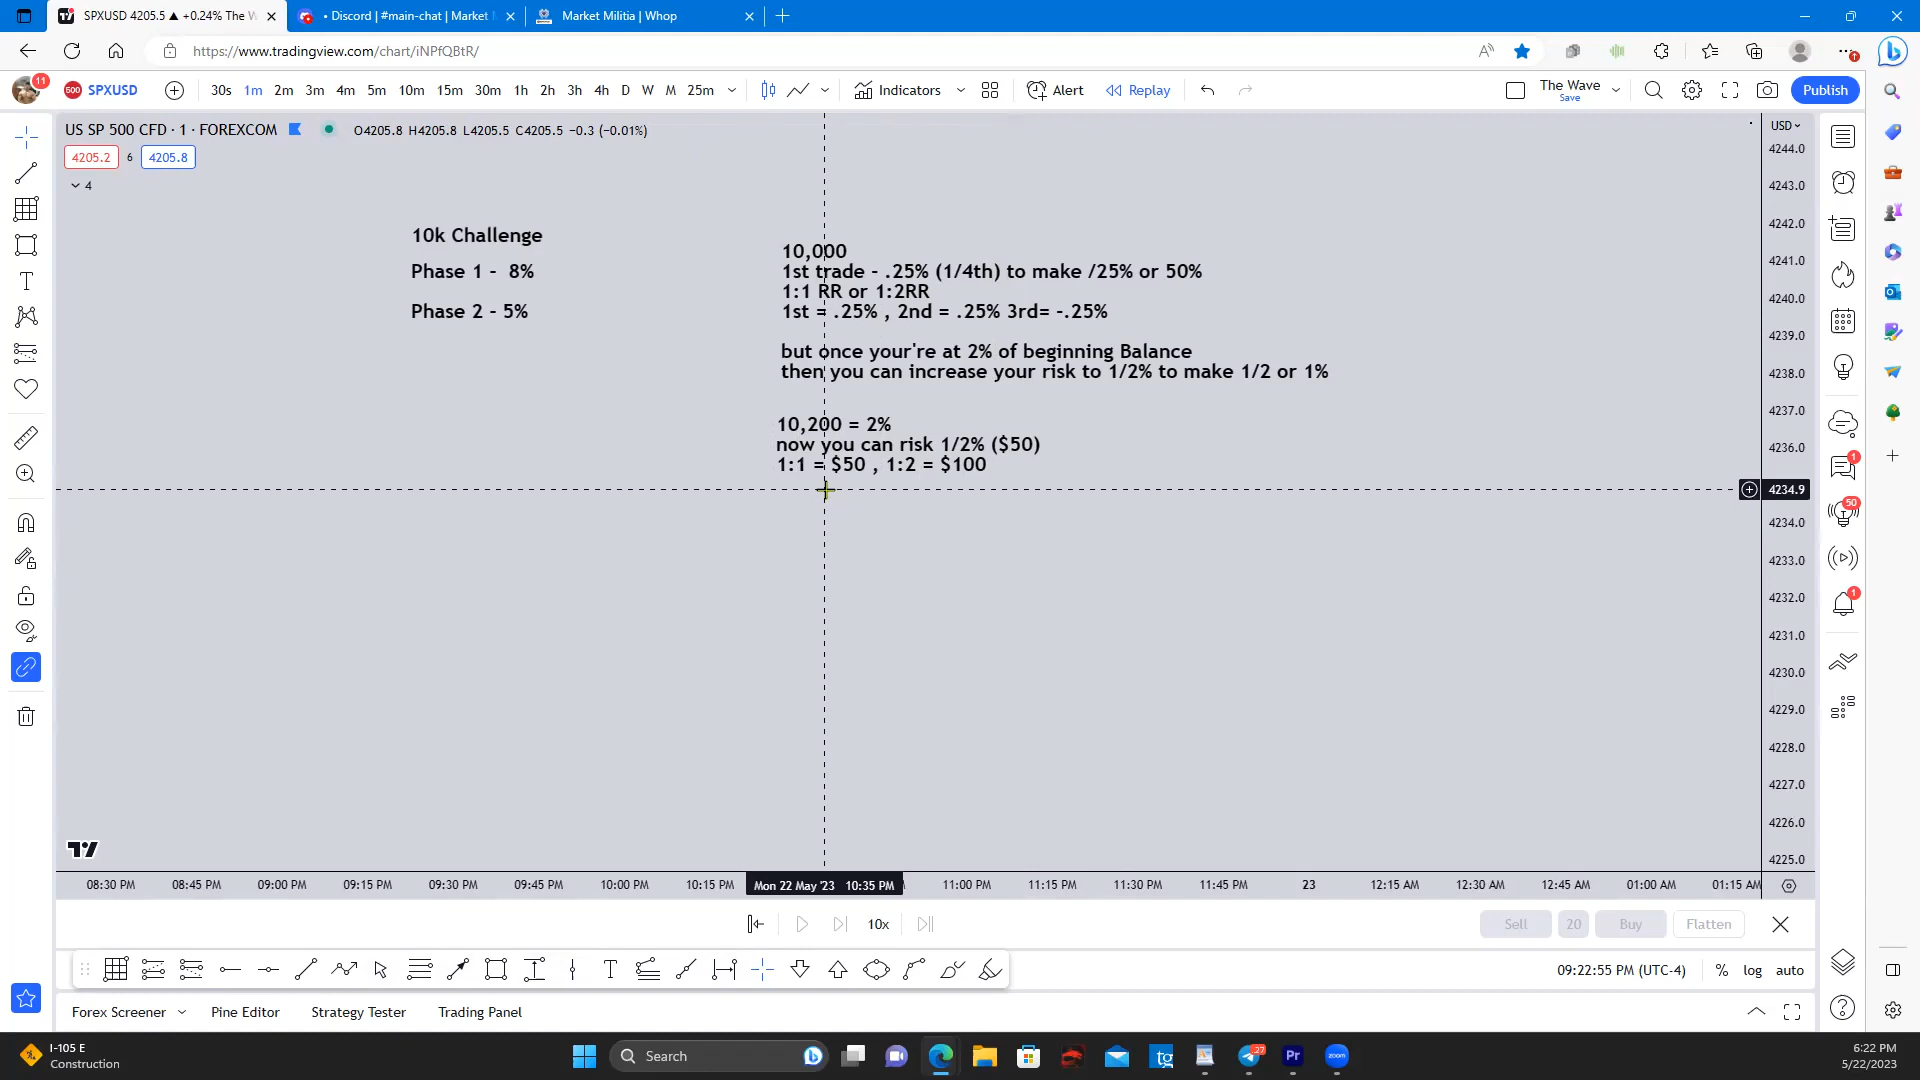 SPXUSD 4205.5 ▲ +0.24% The W
• Discord | #main-chat | Market
Market Militia | Whop
https://www.tradingview.com/chart/iNPfQBtR/
11
500 SPXUSD
30s 1m 2m 3m 4m 5m 10m 15m 30m 1h 2h 3h 4h D W M 25m
Indicators
Alert
Replay
The Wave
Save
Publish
US SP 500 CFD · 1 · FOREXCOM
O4205.8 H4205.8 L4205.5 C4205.5 −0.3 (−0.01%)
USD
4205.2 6 4205.8
4
10k Challenge
Phase 1 - 8%
Phase 2 - 5%
10,000
1st trade - .25% (1/4th) to make /25% or 50%
1:1 RR or 1:2RR
1st = .25% , 2nd = .25% 3rd= -.25%
but once your're at 2% of beginning Balance
then you can increase your risk to 1/2% to make 1/2 or 1%
10,200 = 2%
now you can risk 1/2% ($50)
1:1 = $50 , 1:2 = $100
4244.0
4243.0
4242.0
4241.0
4240.0
4239.0
4238.0
4237.0
4236.0
4234.9
4234.0
4233.0
4232.0
4231.0
4230.0
4229.0
4228.0
4227.0
4226.0
4225.0
1
50
1
08:30 PM 08:45 PM 09:00 PM 09:15 PM 09:30 PM 09:45 PM 10:00 PM 10:15 PM Mon 22 May '23 10:35 PM 11:00 PM 11:15 PM 11:30 PM 11:45 PM 23 12:15 AM 12:30 AM 12:45 AM 01:00 AM 01:15 AM
10x
Sell 20 Buy Flatten
09:22:55 PM (UTC-4) % log auto
Forex Screener Pine Editor Strategy Tester Trading Panel
I-105 E
Construction
Search
tg
27
Pr
zoom
6:22 PM
5/22/2023